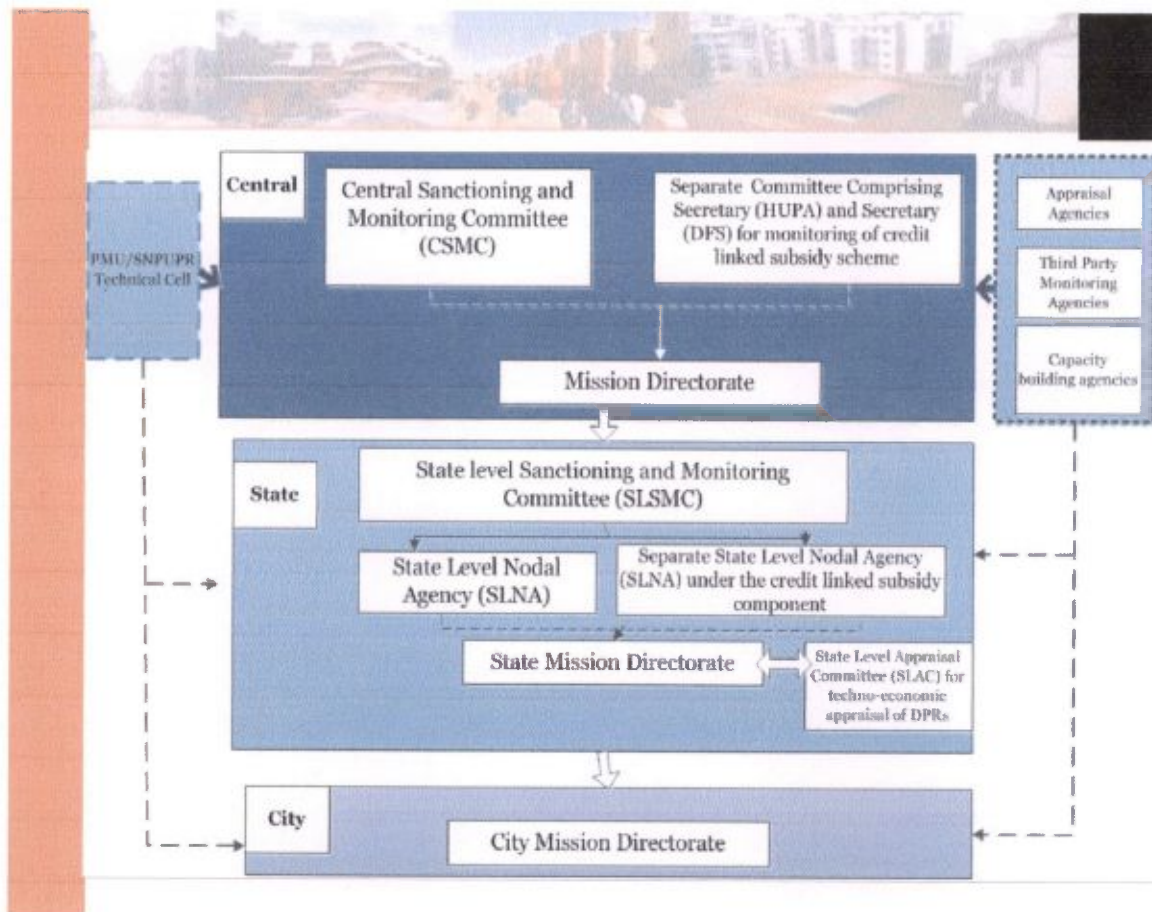 Central
Central Sanctioning and
Monitoring Committee
(CSMC)
Separate Committee Comprising
Secretary (HUPA) and Secretary
(DFS) for monitoring of credit
linked subsidy scheme
Mission Directorate
PMU/SNPUPR
Technical Cell
Appraisal
Agencies
Third Party
Monitoring
Agencies
Capacity
building agencies
State
State level Sanctioning and Monitoring
Committee (SLSMC)
State Level Nodal
Agency (SLNA)
Separate State Level Nodal Agency
(SLNA) under the credit linked subsidy
component
State Mission Directorate
State Level Appraisal
Committee (SLAC) for
techno-economic
appraisal of DPRs
City
City Mission Directorate